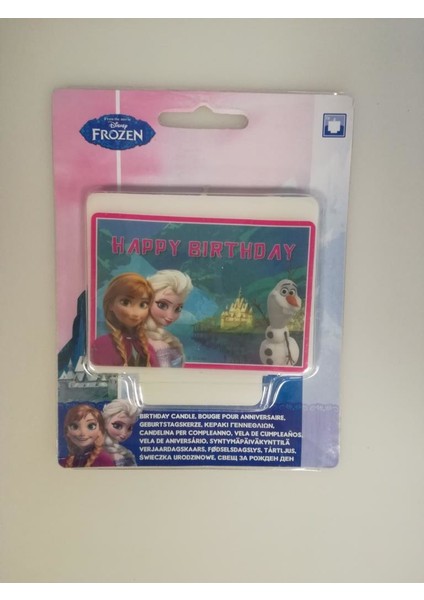 Disney
FROZEN
HAPPY BIRTHDAY
BIRTHDAY CANDLE, BOUGIE POUR ANNIVERSAIRE,
GEBURTSTAGSKERZE, ΚΕΡΑΚΙ ΓΕΝΝΕΘΛΙΩΝ,
CANDELINA PER COMPLEANNO, VELA DE CUMPLEAÑOS,
VELA DE ANIVERSÁRIO, SYNTYMÄPÄIVÄKYNTTILÄ
VERJAARDAGSKAARS, FØDSELSDAGSLYS, TÅRTLJUS,
ŚWIECZKA URODZINOWE, СВЕЩ ЗА РОЖДЕН ДЕН